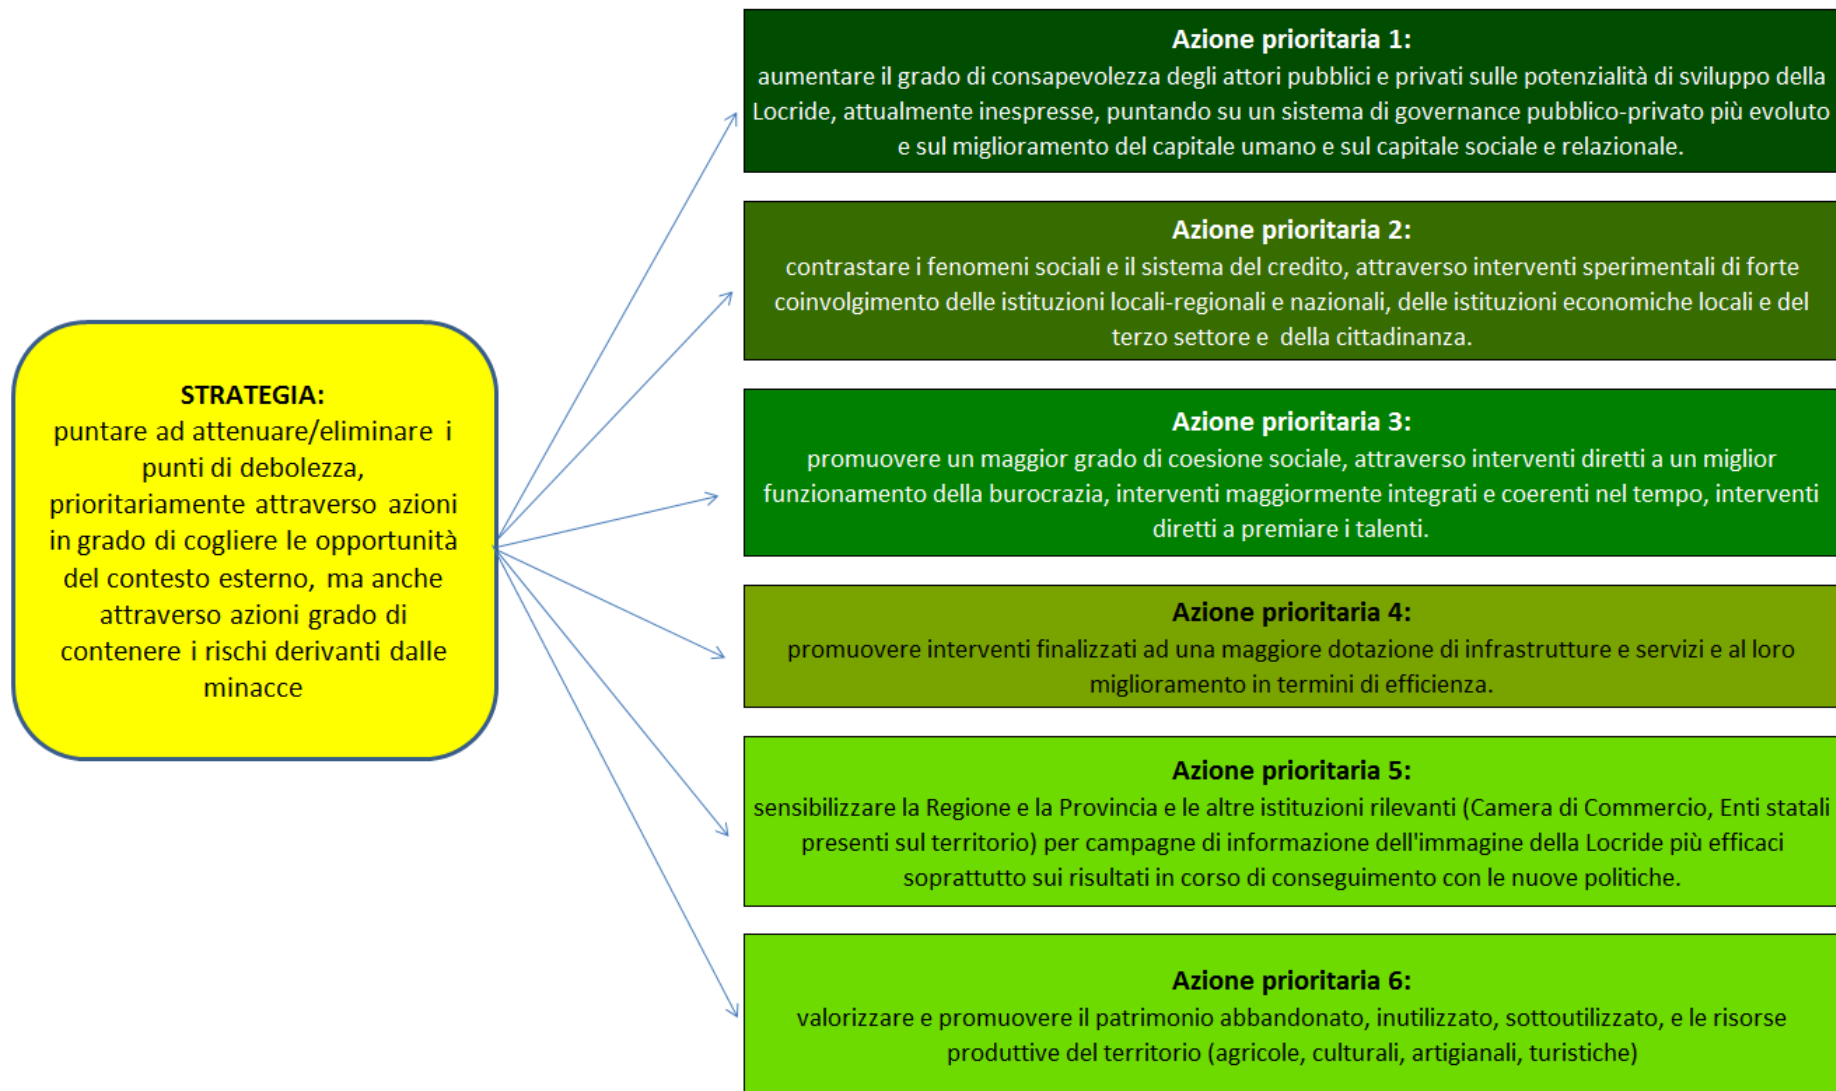 STRATEGIA:
puntare ad attenuare/eliminare i
punti di debolezza,
prioritariamente attraverso azioni
in grado di cogliere le opportunità
del contesto esterno, ma anche
attraverso azioni grado di
contenere i rischi derivanti dalle
minacce
Azione prioritaria 1:
aumentare il grado di consapevolezza degli attori pubblici e privati sulle potenzialità di sviluppo della
Locride, attualmente inespresse, puntando su un sistema di governance pubblico-privato più evoluto
e sul miglioramento del capitale umano e sul capitale sociale e relazionale.
Azione prioritaria 2:
contrastare i fenomeni sociali e il sistema del credito, attraverso interventi sperimentali di forte
coinvolgimento delle istituzioni locali-regionali e nazionali, delle istituzioni economiche locali e del
terzo settore e della cittadinanza.
Azione prioritaria 3:
promuovere un maggior grado di coesione sociale, attraverso interventi diretti a un miglior
funzionamento della burocrazia, interventi maggiormente integrati e coerenti nel tempo, interventi
diretti a premiare i talenti.
Azione prioritaria 4:
promuovere interventi finalizzati ad una maggiore dotazione di infrastrutture e servizi e al loro
miglioramento in termini di efficienza.
Azione prioritaria 5:
sensibilizzare la Regione e la Provincia e le altre istituzioni rilevanti (Camera di Commercio, Enti statali
presenti sul territorio) per campagne di informazione dell'immagine della Locride più efficaci
soprattutto sui risultati in corso di conseguimento con le nuove politiche.
Azione prioritaria 6:
valorizzare e promuovere il patrimonio abbandonato, inutilizzato, sottoutilizzato, e le risorse
produttive del territorio (agricole, culturali, artigianali, turistiche)